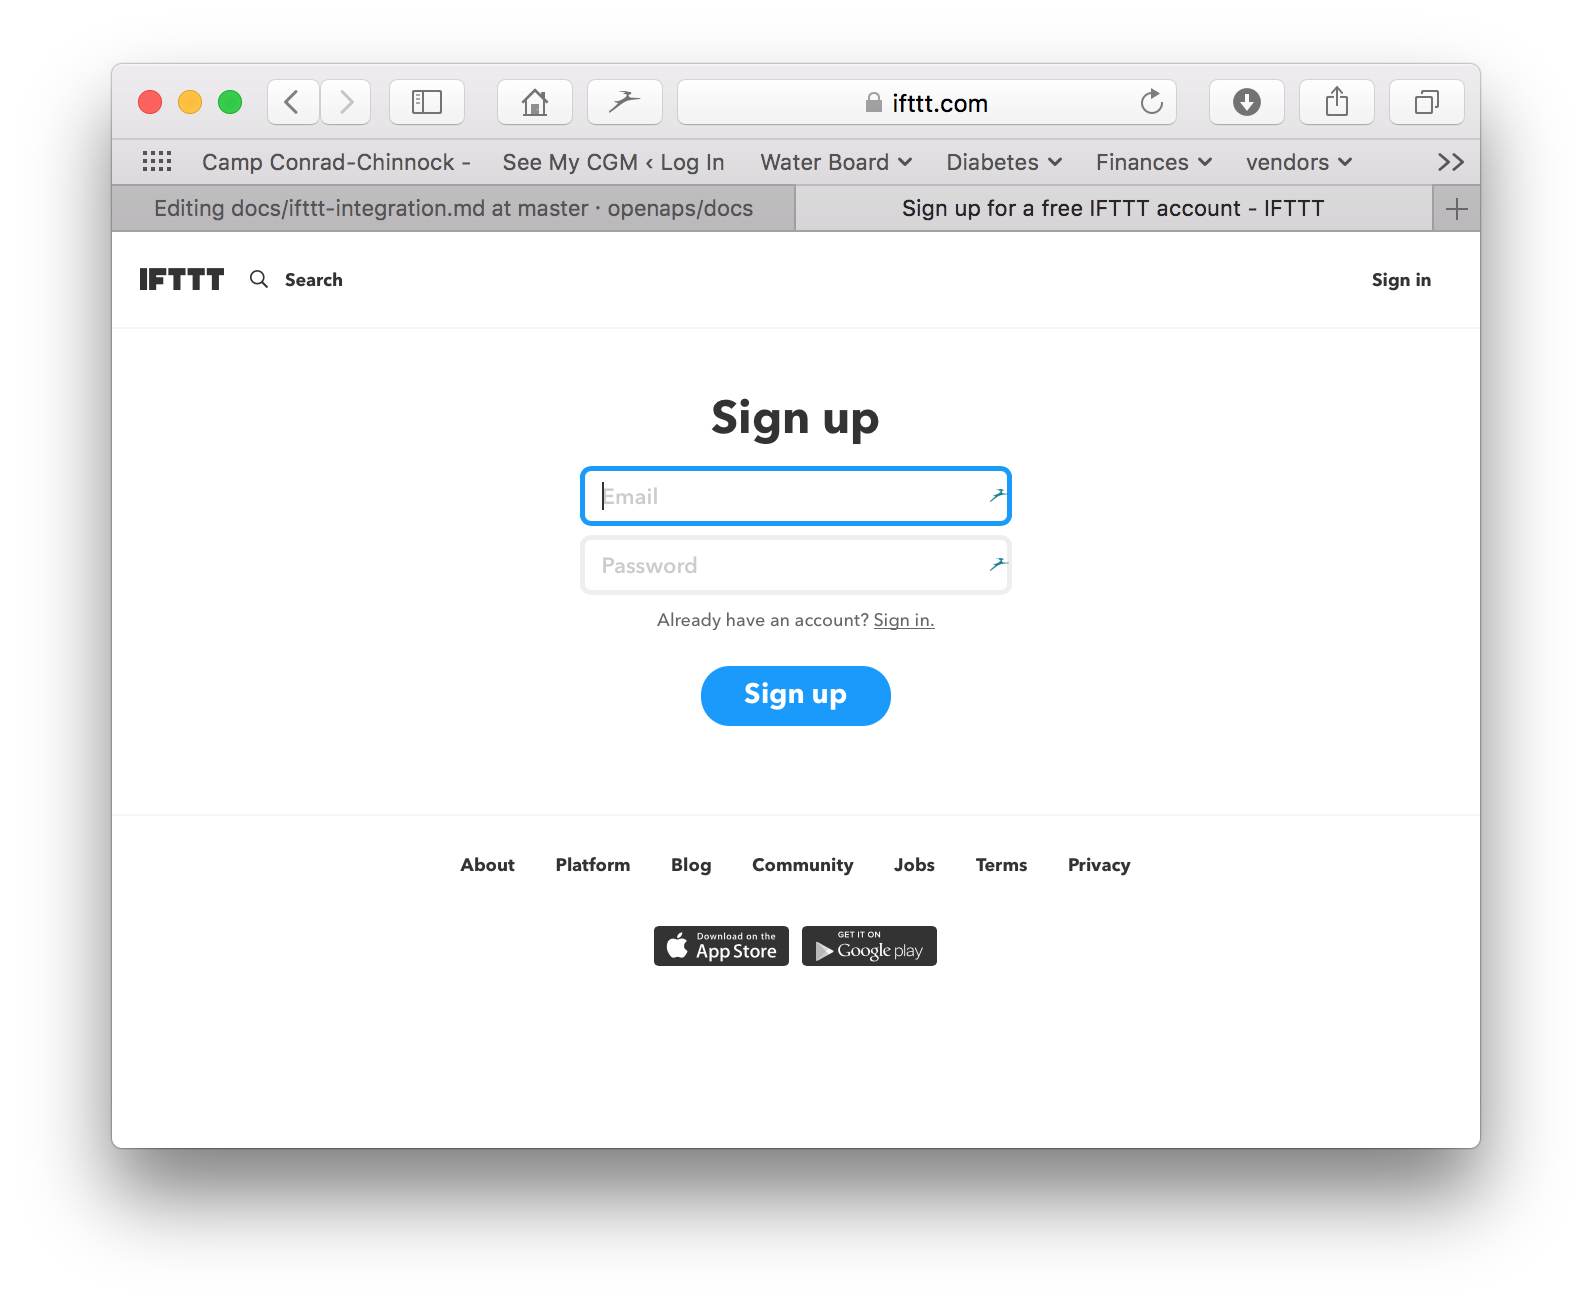 ifttt.com
Camp Conrad-Chinnock - See My CGM ‹ Log In Water Board Diabetes Finances vendors
Editing docs/ifttt-integration.md at master · openaps/docs Sign up for a free IFTTT account - IFTTT
IFTTT Search Sign in
Sign up
Email
Password
Already have an account? Sign in.
Sign up
About Platform Blog Community Jobs Terms Privacy
Download on the GET IT ON
App Store Google play